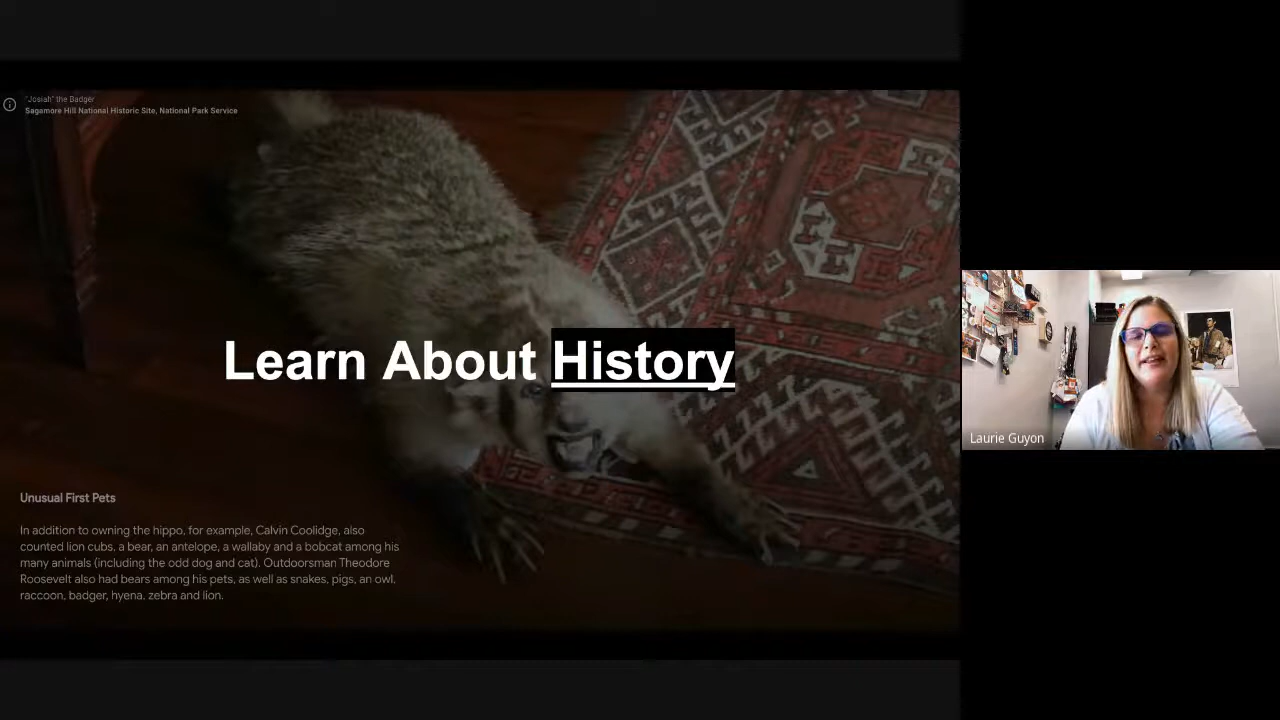 "Josiah" the Badger
Sagamore Hill National Historic Site, National Park Service
Learn About History
Unusual First Pets
In addition to owning the hippo, for example, Calvin Coolidge, also
counted lion cubs, a bear, an antelope, a wallaby and a bobcat among his
many animals (including the odd dog and cat). Outdoorsman Theodore
Roosevelt also had bears among his pets, as well as snakes, pigs, an owl,
raccoon, badger, hyena, zebra and lion.
Laurie Guyon